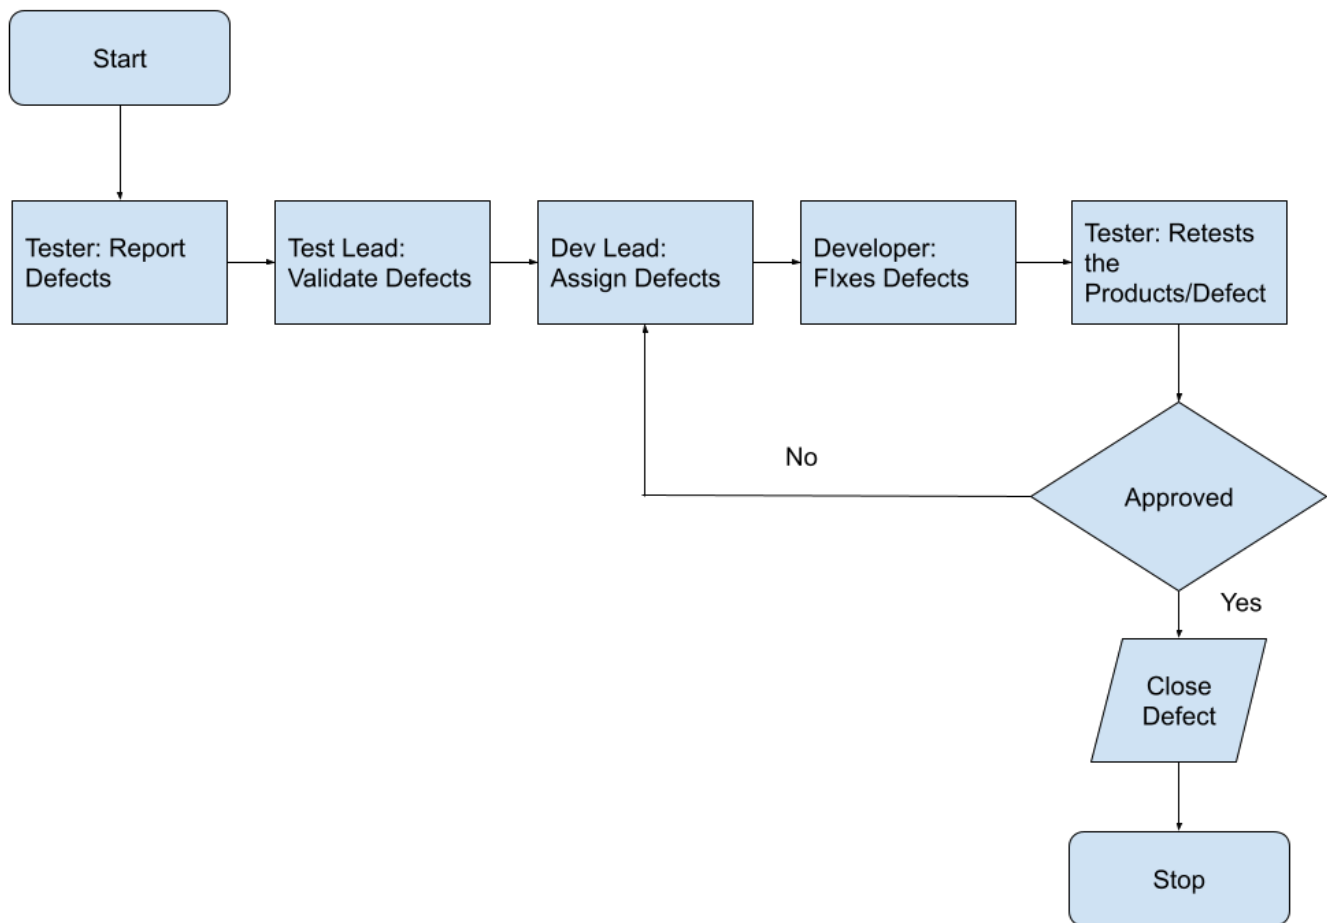 Start
Tester: Report
Defects
Test Lead:
Validate Defects
Dev Lead:
Assign Defects
Developer:
FIxes Defects
Tester: Retests
the
Products/Defect
No
Approved
Yes
Close
Defect
Stop